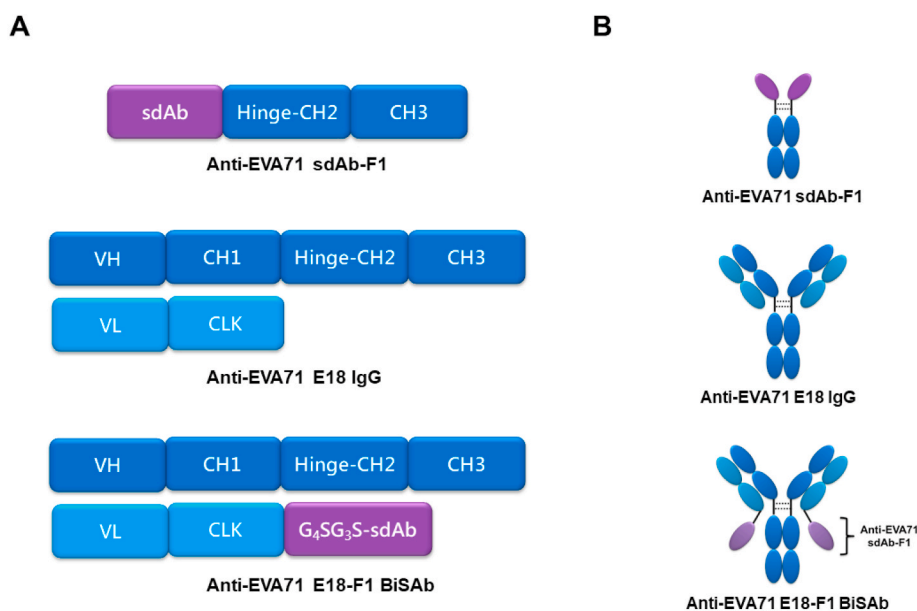 A
sdAb Hinge-CH2 CH3
Anti-EVA71 sdAb-F1
VH CH1 Hinge-CH2 CH3
VL CLK
Anti-EVA71 E18 IgG
VH CH1 Hinge-CH2 CH3
VL CLK G₄SG₃S-sdAb
Anti-EVA71 E18-F1 BiSAb
B
Anti-EVA71 sdAb-F1
Anti-EVA71 E18 IgG
Anti-EVA71
sdAb-F1
Anti-EVA71 E18-F1 BiSAb